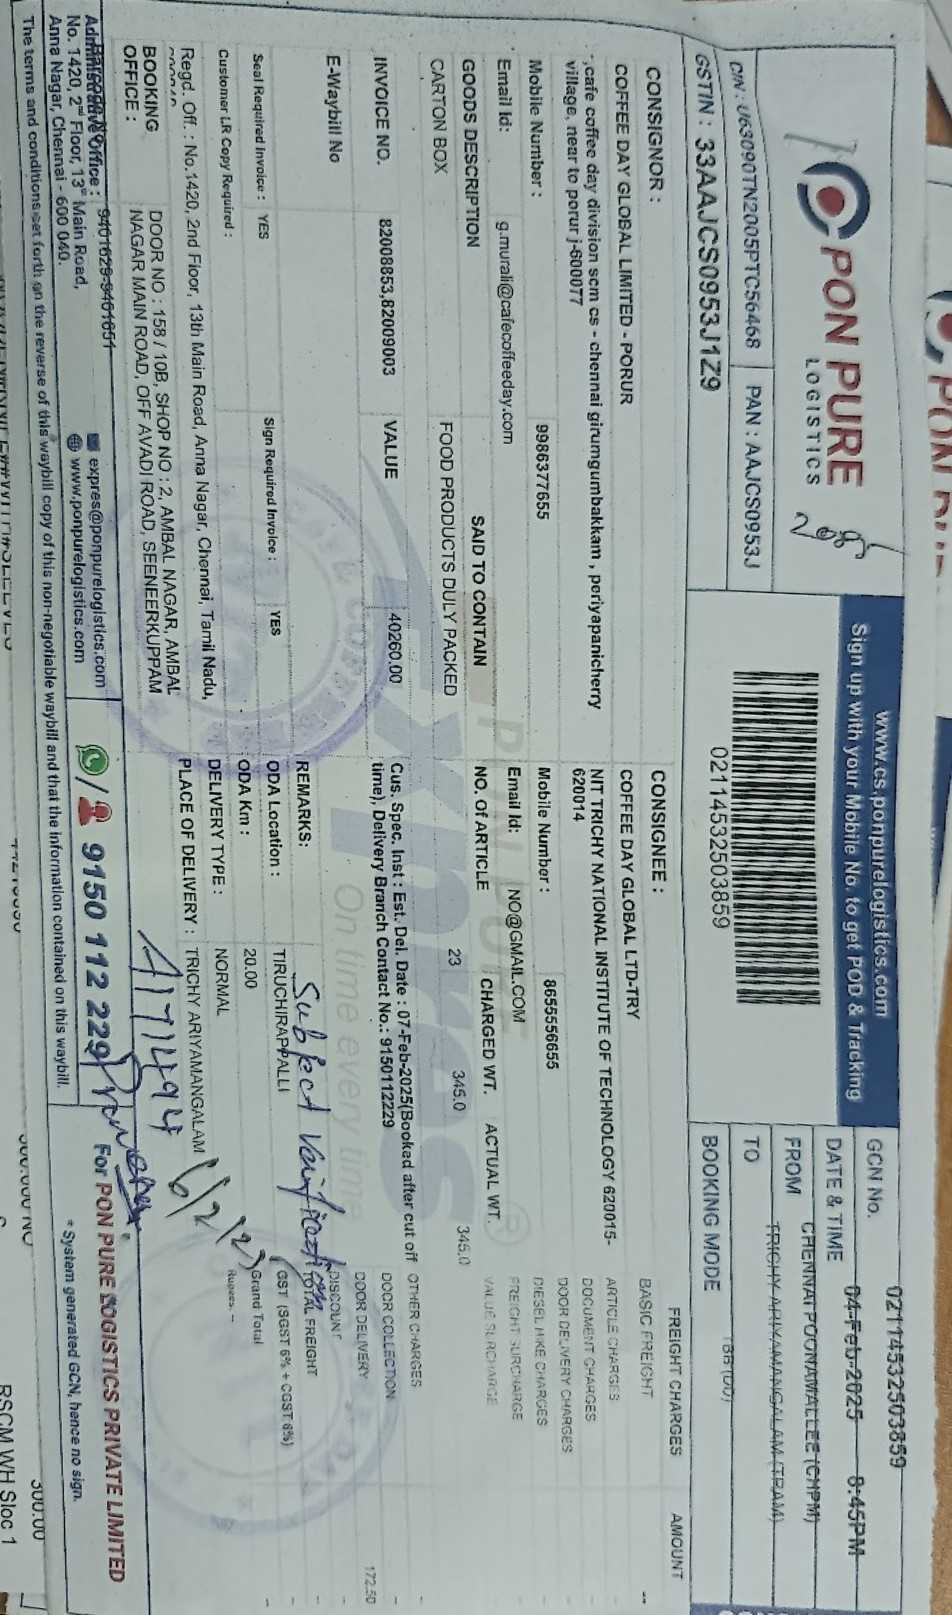 PON PURE
LOGISTICS
CIN : U63090TN2005PTC56468
PAN : AAJCS0953J
GSTIN : 33AAJCS0953J1Z9
www.cs.ponpurelogistics.com
Sign up with your Mobile No. to get POD & Tracking
02114532503859
GCN No. 02114532503859
DATE & TIME 04-Feb-2025 8:45PM
FROM CHENNAI POONAMALLEE (CHPM)
TO TRICHY ARIYAMANGALAM (TRAM)
BOOKING MODE TBB(00)
CONSIGNOR :
COFFEE DAY GLOBAL LIMITED - PORUR
-,cafe coffee day division scm cs - chennai girumgumbakkam , periyapanicherry
village, near to porur j-600077
Mobile Number : 9986377655
Email Id: g.murali@cafecoffeeday.com
CONSIGNEE :
COFFEE DAY GLOBAL LTD-TRY
NIT TRICHY NATIONAL INSTITUTE OF TECHNOLOGY 620015-
620014
Mobile Number : 8655556655
Email Id: NO@GMAIL.COM
GOODS DESCRIPTION SAID TO CONTAIN NO. Of ARTICLE CHARGED WT. ACTUAL WT.
CARTON BOX FOOD PRODUCTS DULY PACKED 23 345.0 345.0
INVOICE NO. 82008853,82009003 VALUE 40260.00
Cus. Spec. Inst : Est. Del. Date : 07-Feb-2025(Booked after cut off
time), Delivery Branch Contact No.: 9150112229
E-Waybill No
REMARKS: Subject Verification
Seal Required Invoice : YES
Sign Required Invoice : YES
Customer LR Copy Required :
ODA Location : TIRUCHIRAPPALLI
ODA Km : 20.00
DELIVERY TYPE : NORMAL
PLACE OF DELIVERY : TRICHY ARIYAMANGALAM
FREIGHT CHARGES AMOUNT
BASIC FREIGHT --
ARTICLE CHARGES
DOCUMENT CHARGES
DOOR DELIVERY CHARGES
DIESEL HIKE CHARGES
FREIGHT SURCHARGE
VALUE SURCHARGE
OTHER CHARGES
DOOR COLLECTION
DOOR DELIVERY 172.50
DISCOUNT
TOTAL FREIGHT
GST (SGST 6% + CGST 6%)
Grand Total
Rupees. --
PON PURE
xpres
On time every time
Regd. Off. : No.1420, 2nd Floor, 13th Main Road, Anna Nagar, Chennai, Tamil Nadu,
BOOKING
OFFICE :
DOOR NO : 158 / 10B, SHOP NO : 2, AMBAL NAGAR, AMBAL
NAGAR MAIN ROAD, OFF AVADI ROAD, SEENEERKUPPAM
Barcode No 9401629-9401651
Administrative Office :
No. 1420, 2nd Floor, 13th Main Road,
Anna Nagar, Chennai - 600 040.
expres@ponpurelogistics.com
www.ponpurelogistics.com
9150 112 229
For PON PURE LOGISTICS PRIVATE LIMITED
* System generated GCN, hence no sign.
The terms and conditions set forth on the reverse of this waybill copy of this non-negotiable waybill and that the information contained on this waybill.
300.00
RSCM WH Sloc 1